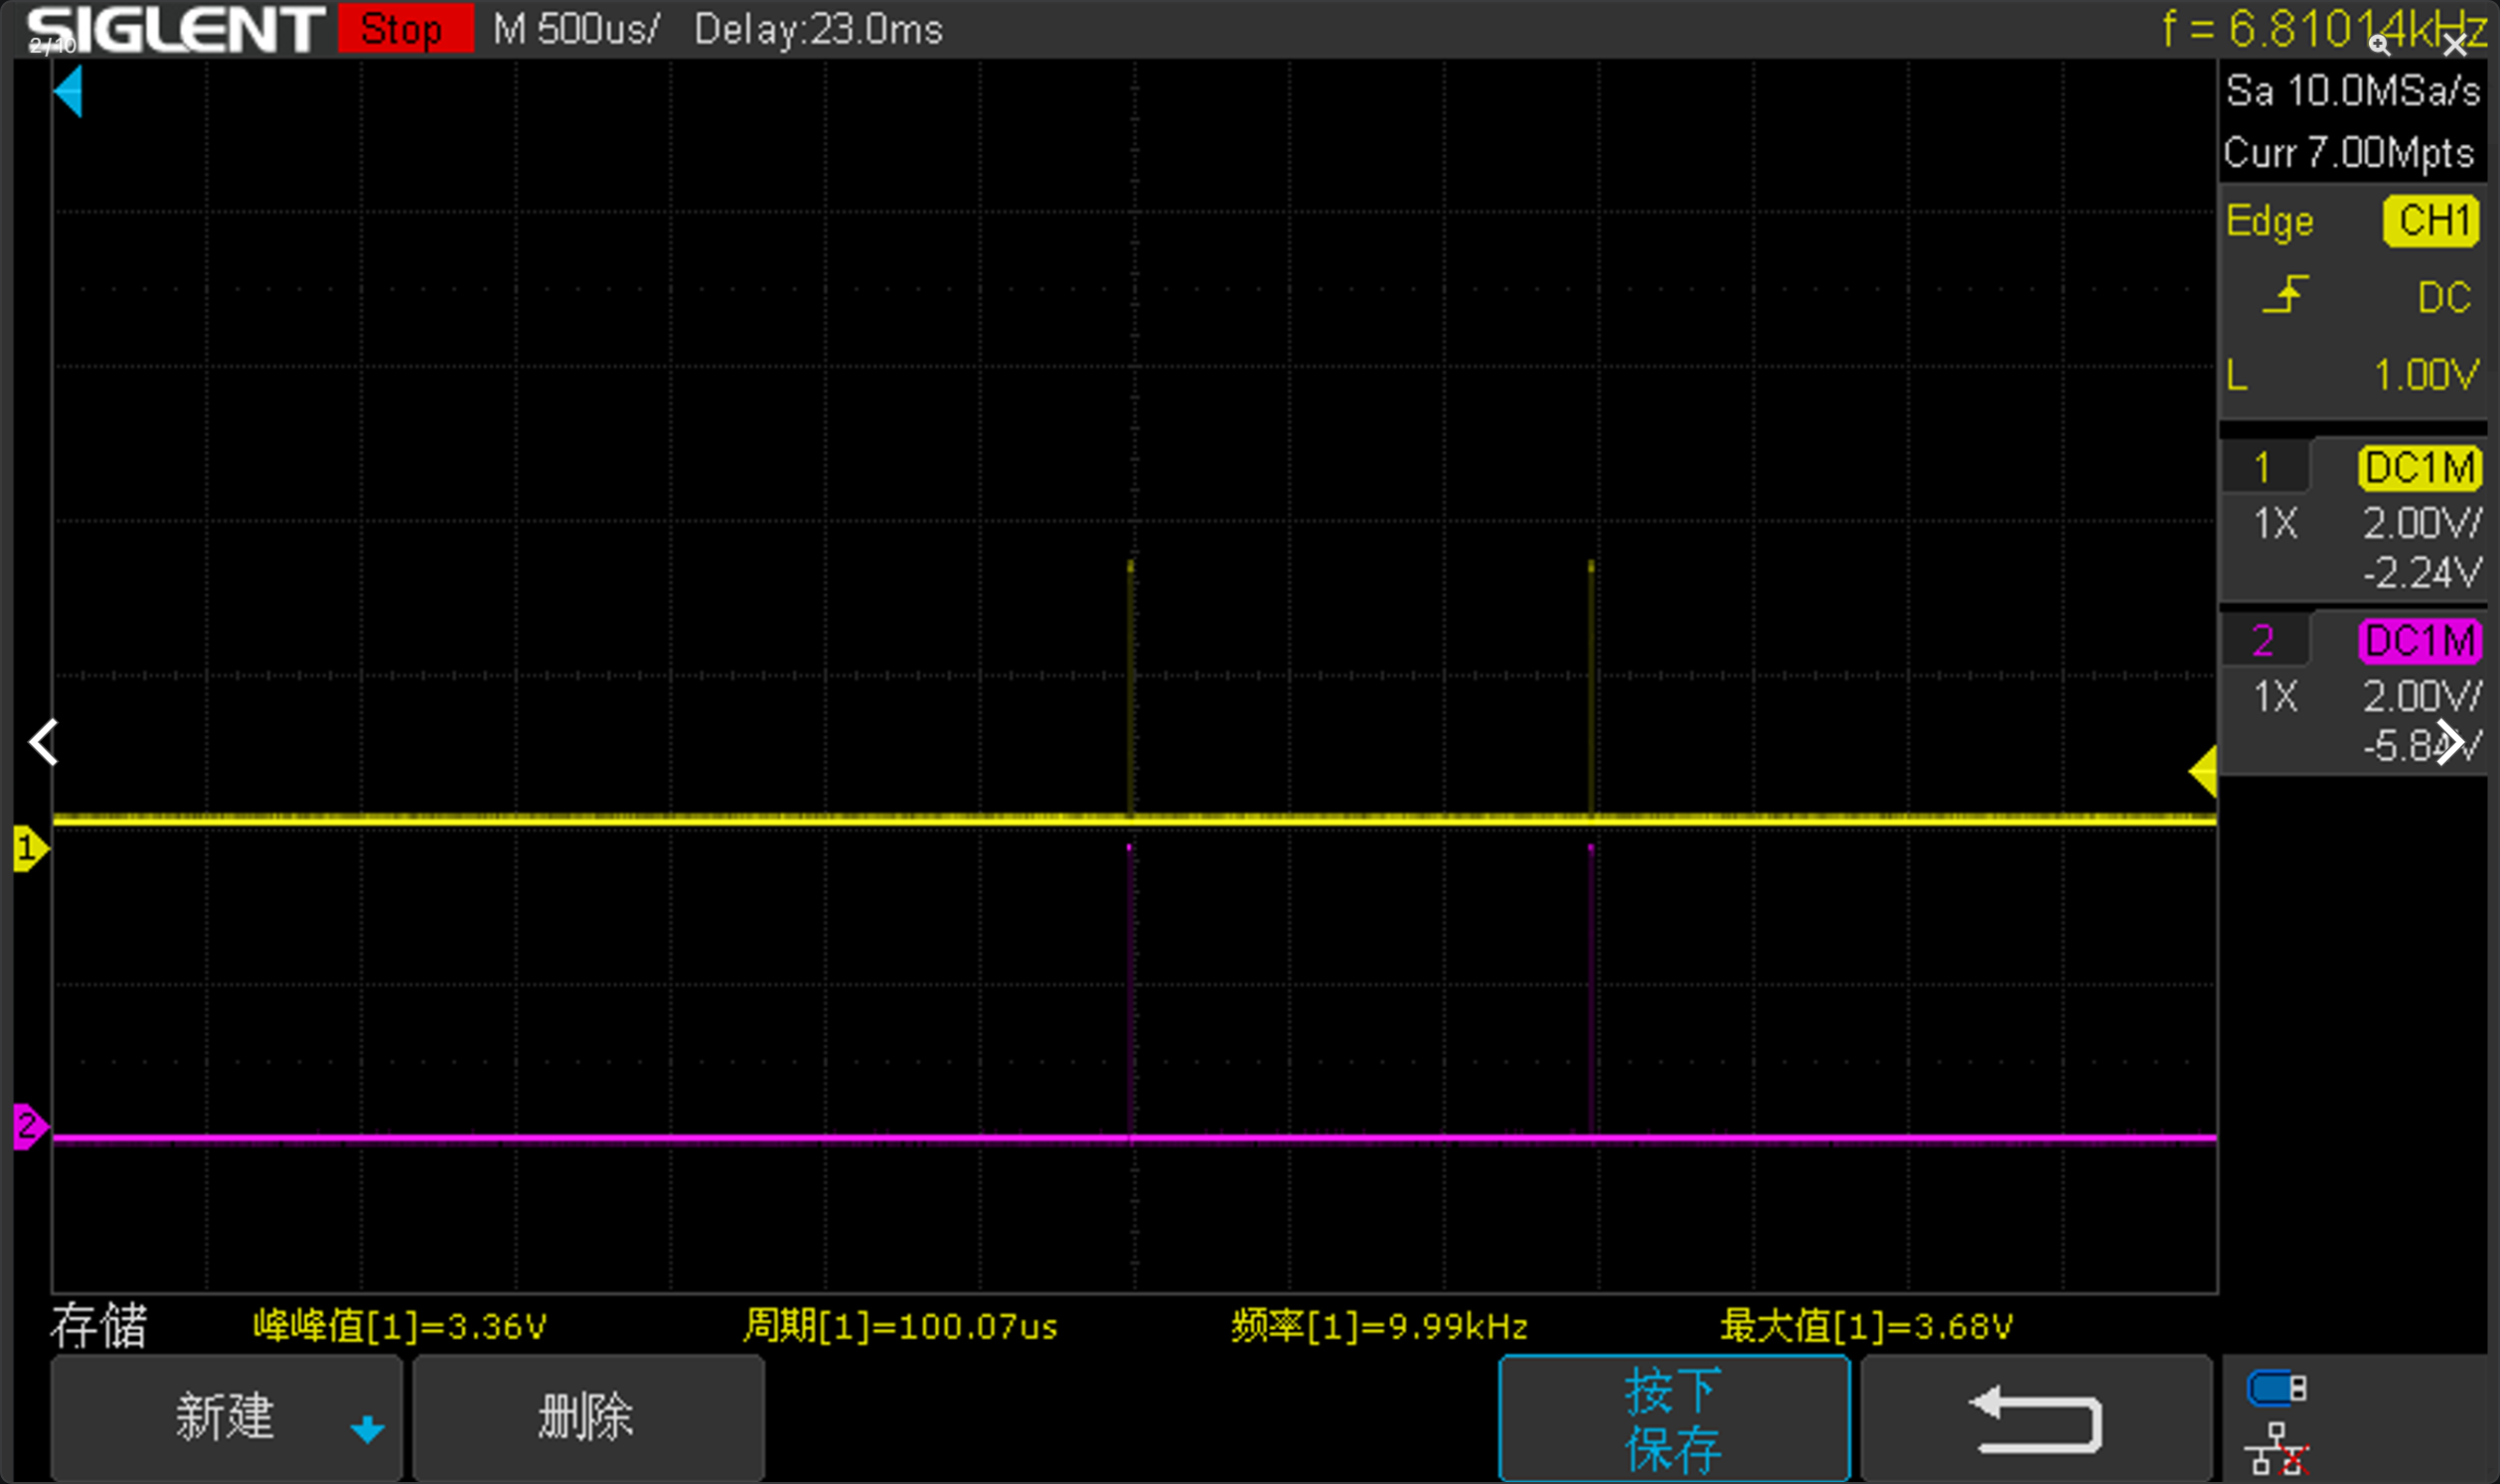 SIGLENT Stop M 500us/ Delay:23.0ms f = 6.81014kHz
2/10
Sa 10.0MSa/s
Curr 7.00Mpts
Edge CH1
DC
L 1.00V
1 DC1M
1X 2.00V/
-2.24V
2 DC1M
1X 2.00V/
-5.84V
1
2
存储 峰峰值[1]=3.36V 周期[1]=100.07us 频率[1]=9.99kHz 最大值[1]=3.68V
新建 删除 按下
保存